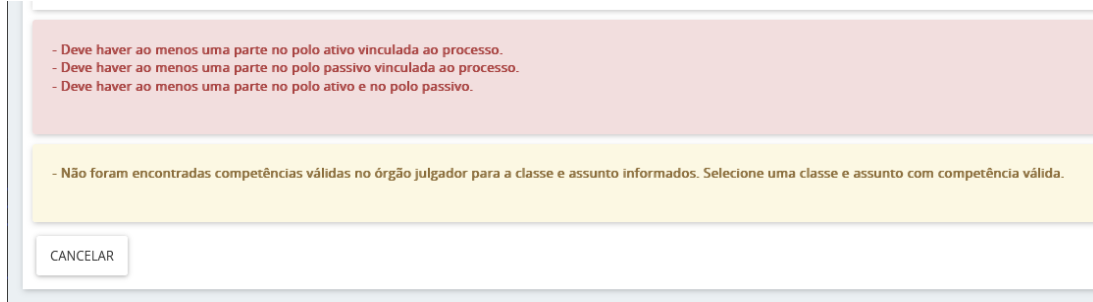 - Deve haver ao menos uma parte no polo ativo vinculada ao processo.
- Deve haver ao menos uma parte no polo passivo vinculada ao processo.
- Deve haver ao menos uma parte no polo ativo e no polo passivo.
- Não foram encontradas competências válidas no órgão julgador para a classe e assunto informados. Selecione uma classe e assunto com competência válida.
CANCELAR